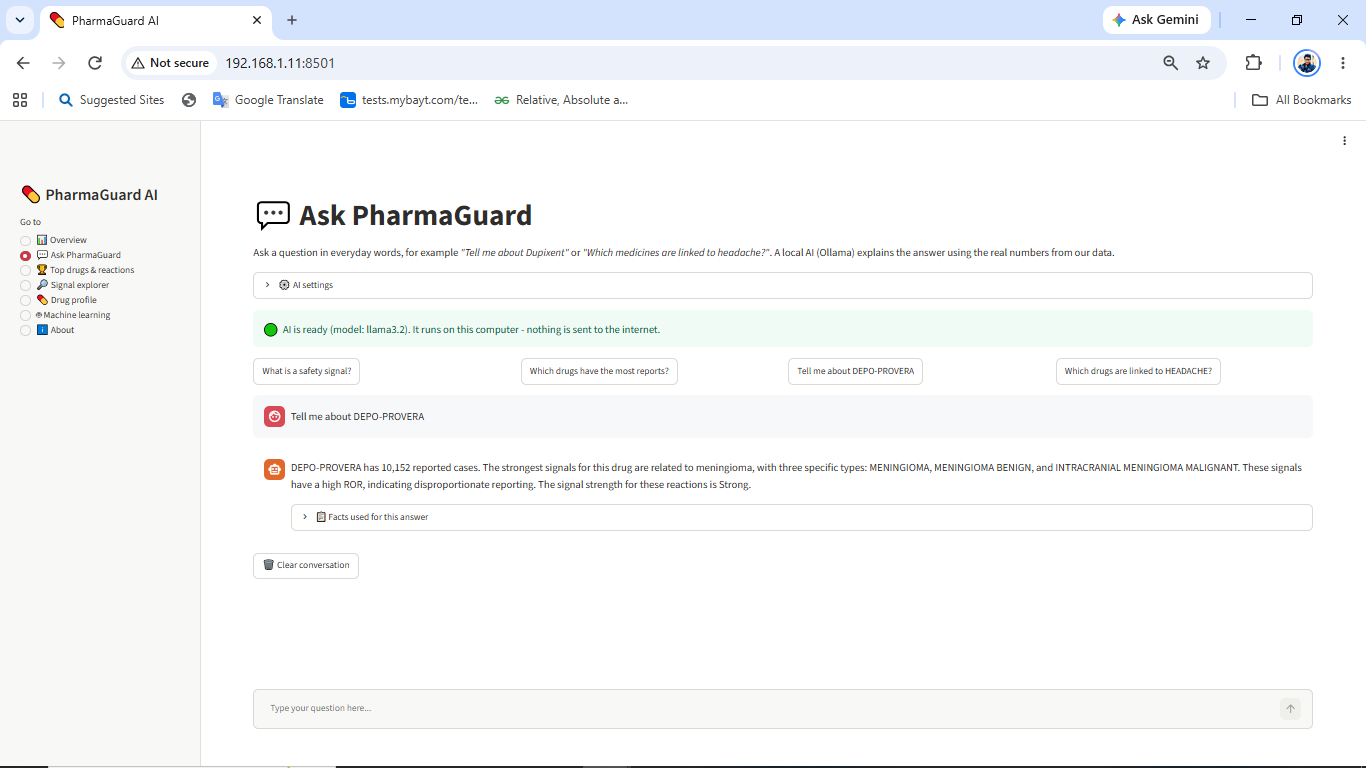 PharmaGuard AI
Ask Gemini
Not secure
192.168.1.11:8501
Suggested Sites
Google Translate
tests.mybayt.com/te...
Relative, Absolute a...
All Bookmarks
PharmaGuard AI
Go to
Overview
Ask PharmaGuard
Top drugs & reactions
Signal explorer
Drug profile
Machine learning
About
Ask PharmaGuard
Ask a question in everyday words, for example "Tell me about Dupixent" or "Which medicines are linked to headache?". A local AI (Ollama) explains the answer using the real numbers from our data.
AI settings
AI is ready (model: llama3.2). It runs on this computer - nothing is sent to the internet.
What is a safety signal?
Which drugs have the most reports?
Tell me about DEPO-PROVERA
Which drugs are linked to HEADACHE?
Tell me about DEPO-PROVERA
DEPO-PROVERA has 10,152 reported cases. The strongest signals for this drug are related to meningioma, with three specific types: MENINGIOMA, MENINGIOMA BENIGN, and INTRACRANIAL MENINGIOMA MALIGNANT. These signals
have a high ROR, indicating disproportionate reporting. The signal strength for these reactions is Strong.
Facts used for this answer
Clear conversation
Type your question here...